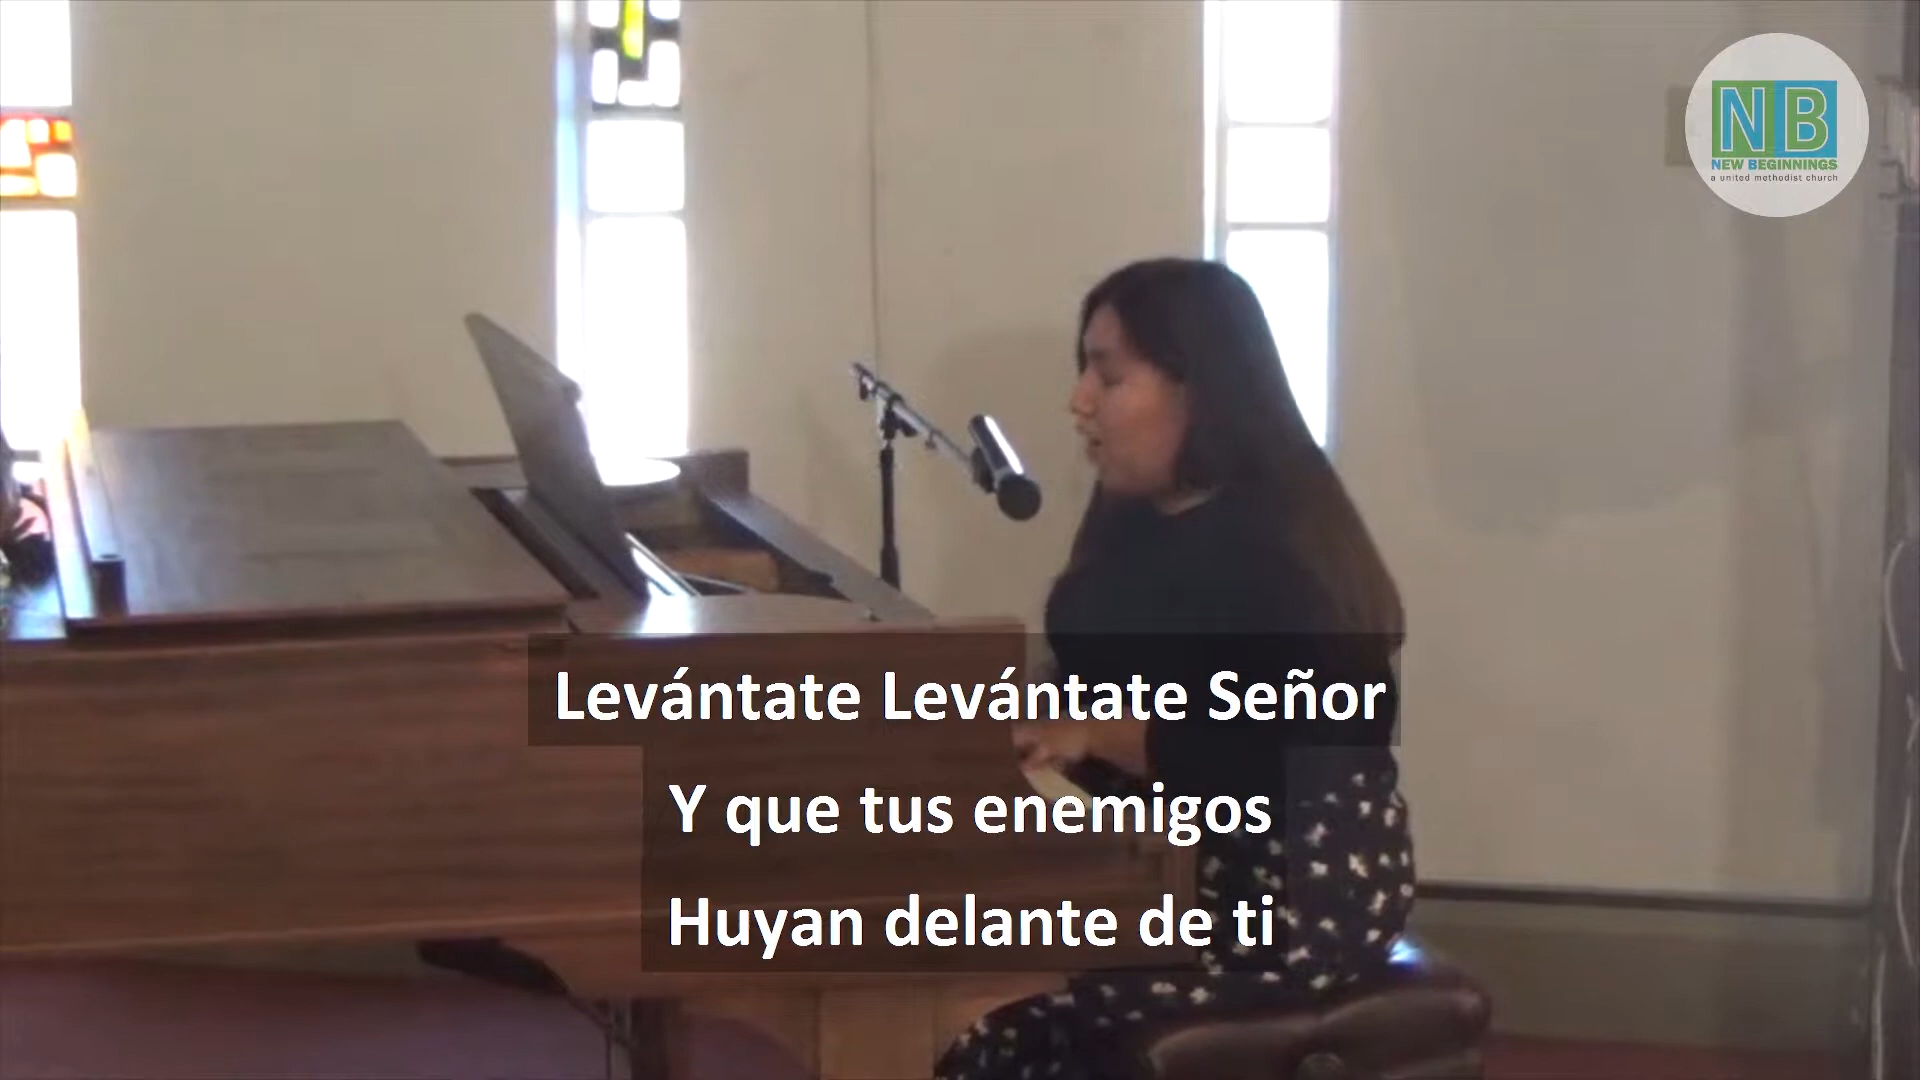 NB
NEW BEGINNINGS
a united methodist church
Levántate Levántate Señor
Y que tus enemigos
Huyan delante de ti